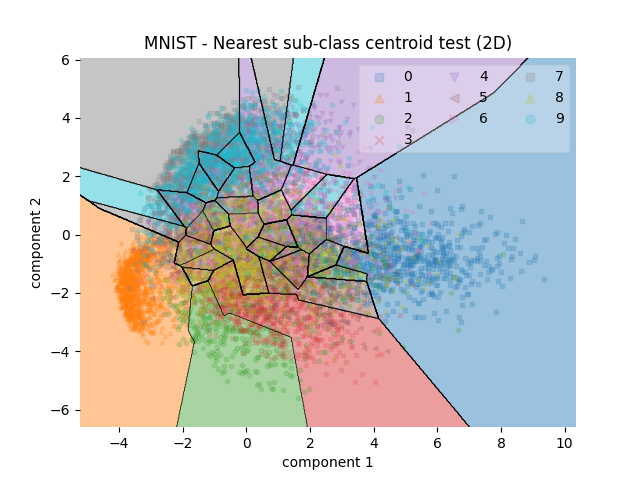 MNIST - Nearest sub-class centroid test (2D)
0 4 7
1 5 8
2 6 9
3
component 2
6
4
2
0
−2
−4
−6
−4 −2 0 2 4 6 8 10
component 1